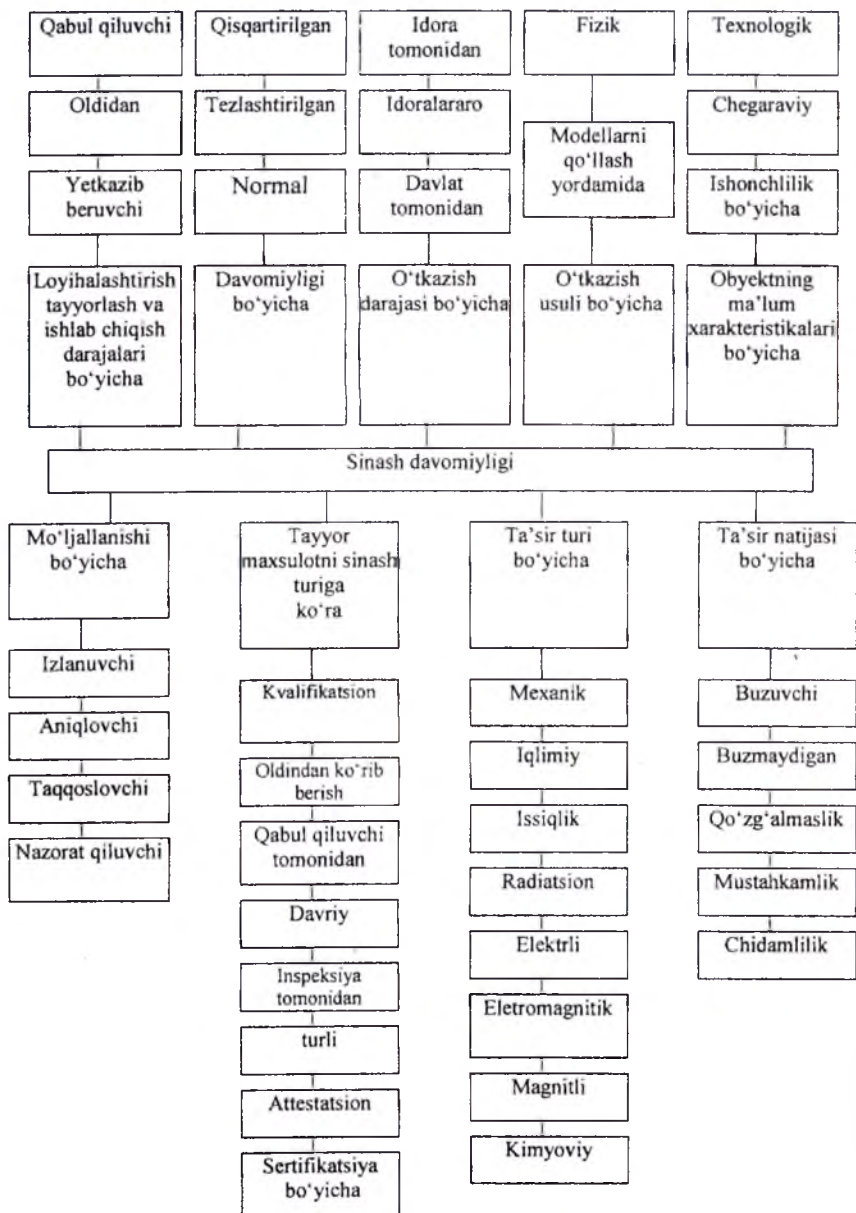 Qabul qiluvchi
Oldidan
Yetkazib
beruvchi
Loyihalashtirish
tayyorlash va
ishlab chiqish
darajalari
bo‘yicha
Qisqartirilgan
Tezlashtirilgan
Normal
Davomiyligi
bo‘yicha
Idora
tomonidan
Idoralararo
Davlat
tomonidan
O‘tkazish
darajasi bo‘yicha
Fizik
Modellarni
qo‘llash
yordamida
O‘tkazish
usuli bo‘yicha
Texnologik
Chegaraviy
Ishonchlilik
bo‘yicha
Obyektning
ma’lum
xarakteristikalari
bo‘yicha
Sinash davomiyligi
Mo‘ljallanishi
bo‘yicha
Izlanuvchi
Aniqlovchi
Taqqoslovchi
Nazorat qiluvchi
Tayyor
maxsulotni sinash
turiga
ko‘ra
Kvalifikatsion
Oldindan ko‘rib
berish
Qabul qiluvchi
tomonidan
Davriy
Inspeksiya
tomonidan
turli
Attestatsion
Sertifikatsiya
bo‘yicha
Ta’sir turi
bo‘yicha
Mexanik
Iqlimiy
Issiqlik
Radiatsion
Elektrli
Eletromagnitik
Magnitli
Kimyoviy
Ta’sir natijasi
bo‘yicha
Buzuvchi
Buzmaydigan
Qo‘zg‘almaslik
Mustahkamlik
Chidamlilik